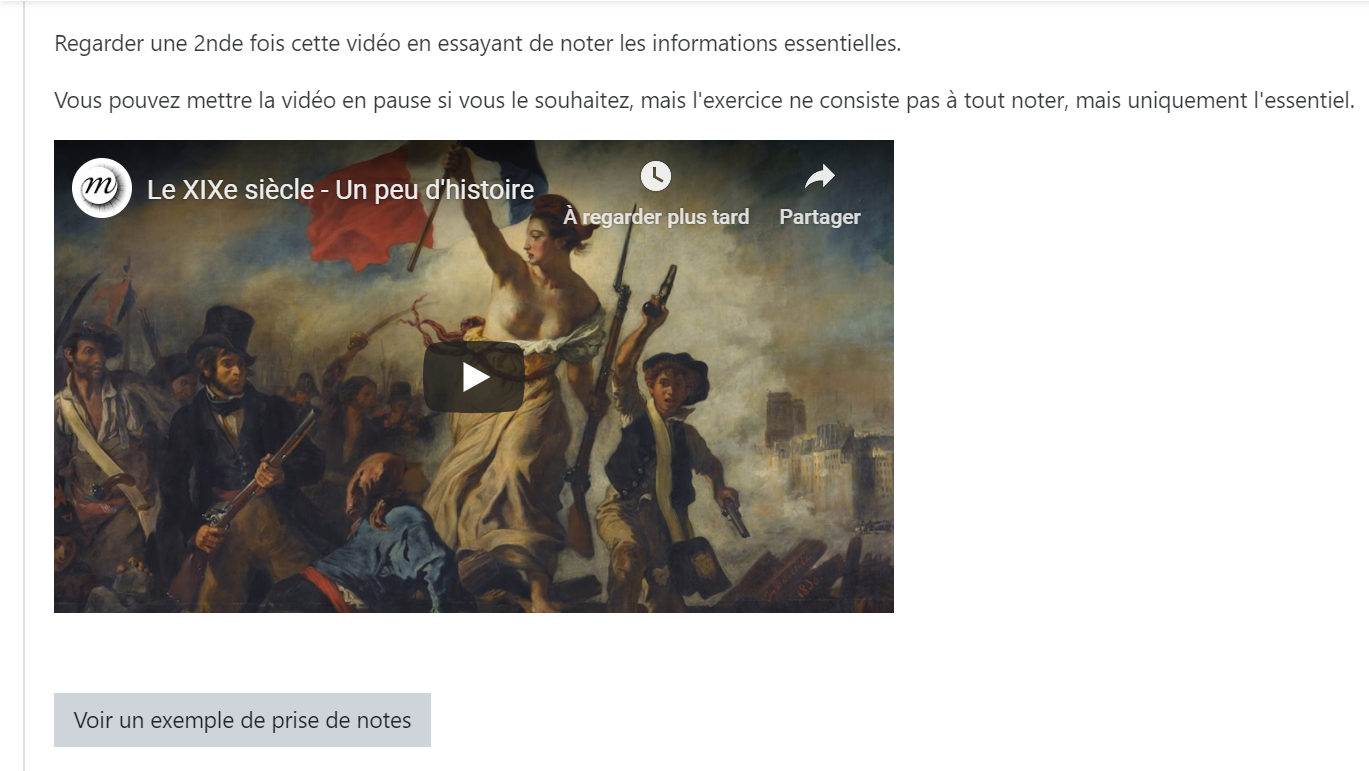 Regarder une 2nde fois cette vidéo en essayant de noter les informations essentielles.
Vous pouvez mettre la vidéo en pause si vous le souhaitez, mais l'exercice ne consiste pas à tout noter, mais uniquement l'essentiel.
m
Le XIXe siècle - Un peu d'histoire
À regarder plus tard
Partager
Voir un exemple de prise de notes